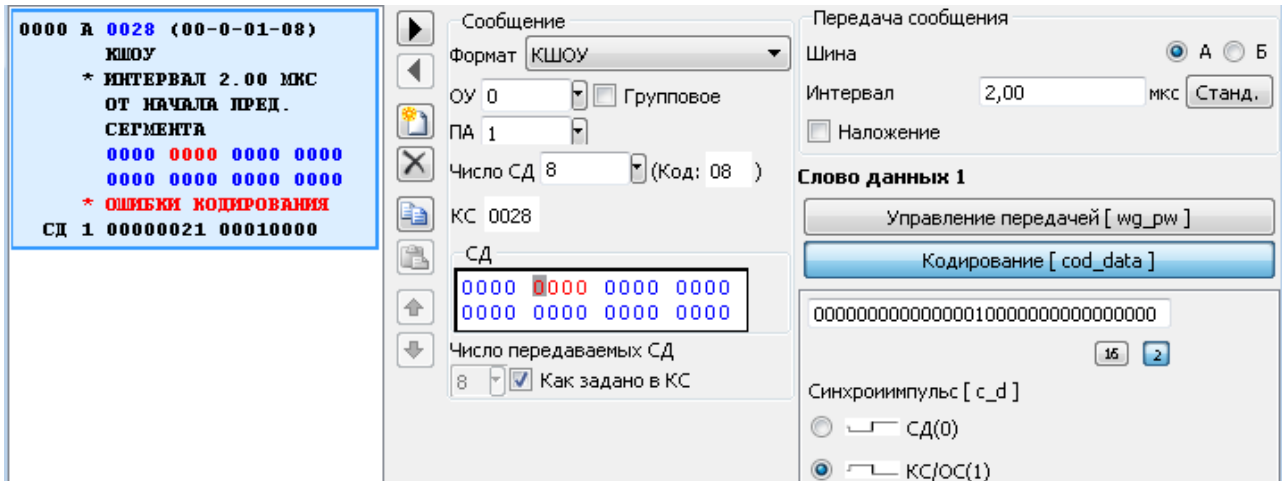 0000 А 0028 (00-0-01-08)
КШОУ
* ИНТЕРВАЛ 2.00 МКС
ОТ НАЧАЛА ПРЕД.
СЕГМЕНТА
0000 0000 0000 0000
0000 0000 0000 0000
* ОШИБКИ КОДИРОВАНИЯ
СД 1 00000021 00010000
Сообщение
Формат КШОУ
ОУ 0 Групповое
ПА 1
Число СД 8 (Код: 08 )
КС 0028
СД
0000 0000 0000 0000
0000 0000 0000 0000
Число передаваемых СД
8 Как задано в КС
Передача сообщения
Шина А Б
Интервал 2,00 мкс Станд.
Наложение
Слово данных 1
Управление передачей [ wg_pw ]
Кодирование [ cod_data ]
00000000000000010000000000000000
16 2
Синхроиимпульс [ c_d ]
СД(0)
КС/ОС(1)